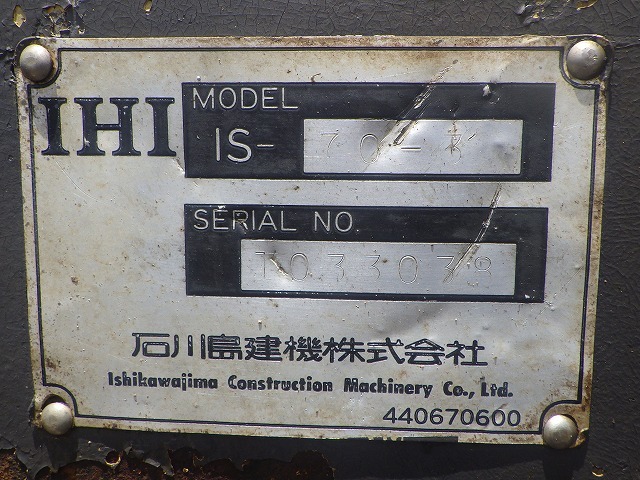 IHI
MODEL
IS-70-3
SERIAL NO.
石川島建機株式会社
Ishikawajima Construction Machinery Co., Ltd.
440670600